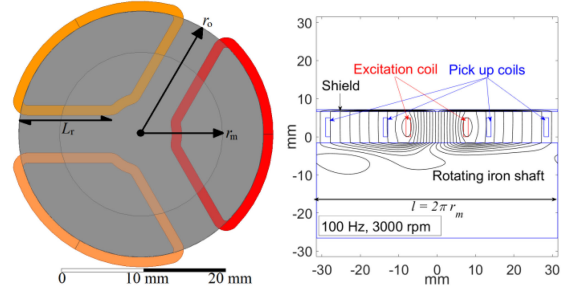 r_o
L_r
r_m
0
10 mm
20 mm
30
20
10
0
-10
-20
-30
mm
Excitation coil
Pick up coils
Shield
Rotating iron shaft
l = 2π r_m
100 Hz, 3000 rpm
-30
-20
-10
0
10
20
30
mm